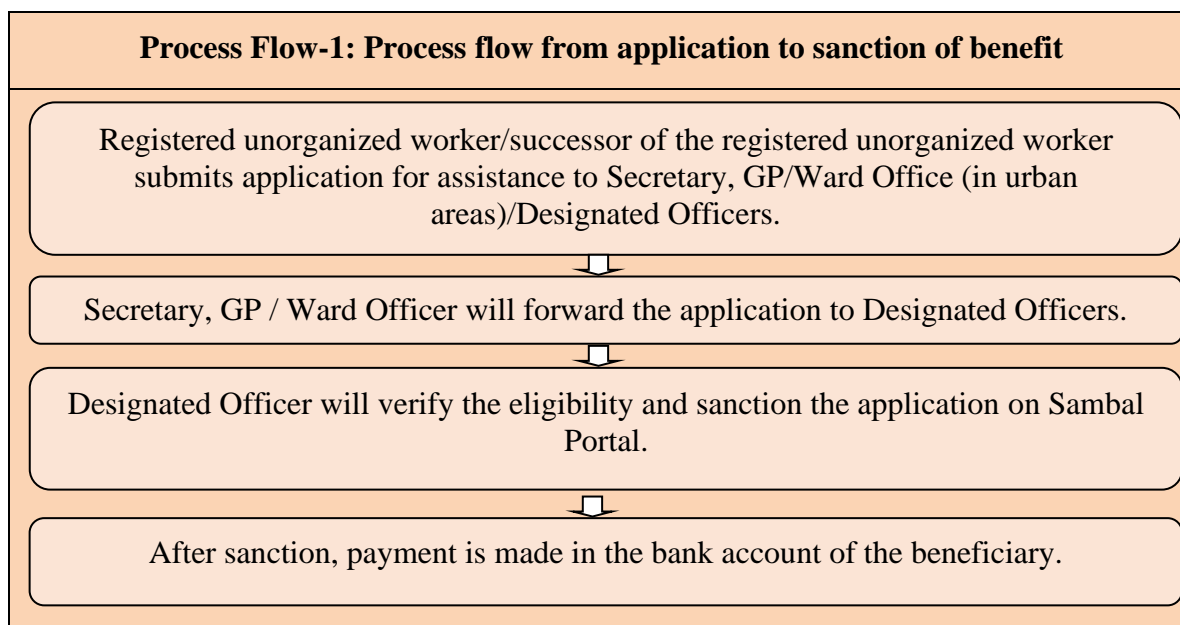 Process Flow-1: Process flow from application to sanction of benefit
Registered unorganized worker/successor of the registered unorganized worker
submits application for assistance to Secretary, GP/Ward Office (in urban
areas)/Designated Officers.
Secretary, GP / Ward Officer will forward the application to Designated Officers.
Designated Officer will verify the eligibility and sanction the application on Sambal
Portal.
After sanction, payment is made in the bank account of the beneficiary.